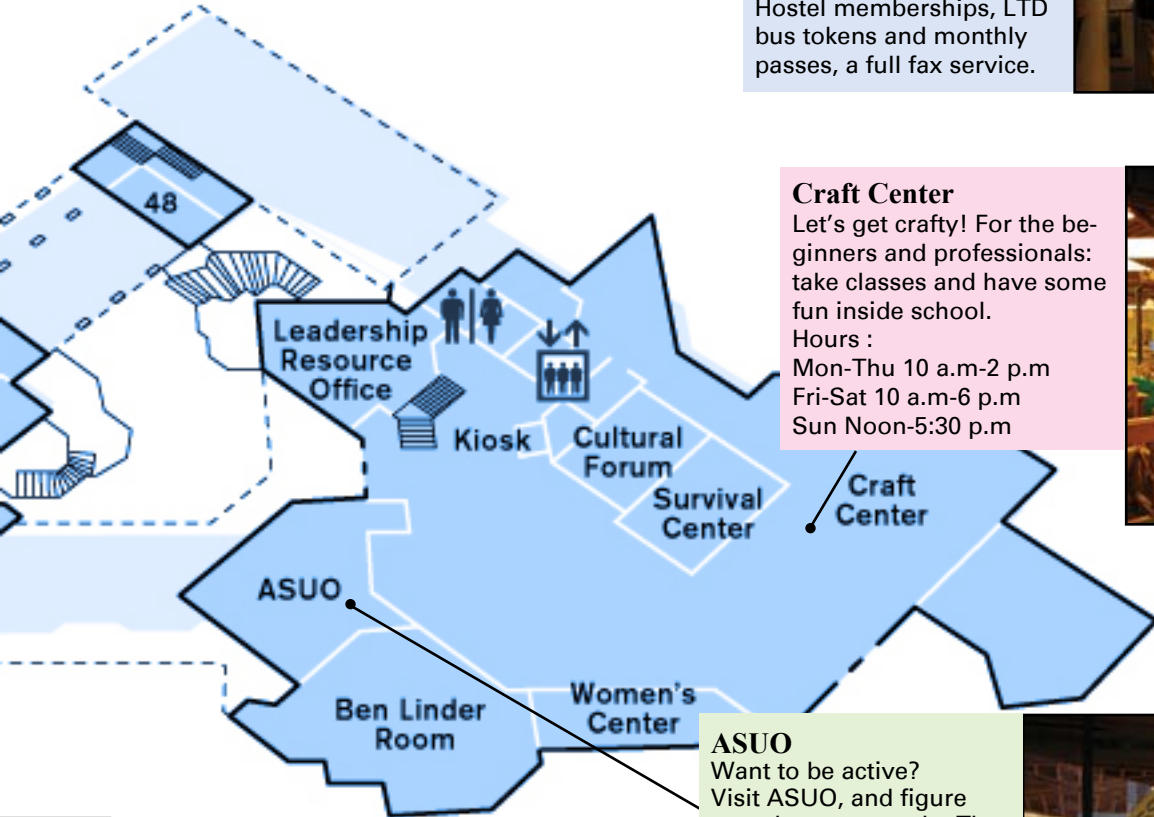 Hostel memberships, LTD
bus tokens and monthly
passes, a full fax service.
Craft Center
Let's get crafty! For the be-
ginners and professionals:
take classes and have some
fun inside school.
Hours :
Mon-Thu 10 a.m-2 p.m
Fri-Sat 10 a.m-6 p.m
Sun Noon-5:30 p.m
48
Leadership
Resource
Office
Kiosk
Cultural
Forum
Survival
Center
Craft
Center
ASUO
Ben Linder
Room
Women's
Center
ASUO
Want to be active?
Visit ASUO, and figure